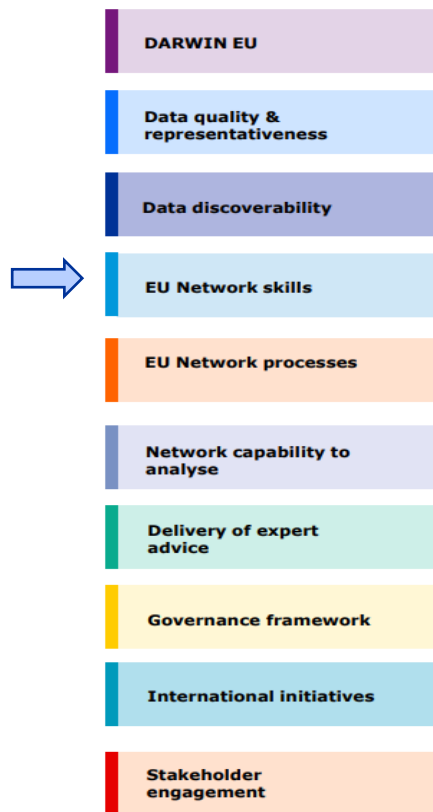 DARWIN EU
Data quality &
representativeness
Data discoverability
EU Network skills
EU Network processes
Network capability to
analyse
Delivery of expert
advice
Governance framework
International initiatives
Stakeholder
engagement